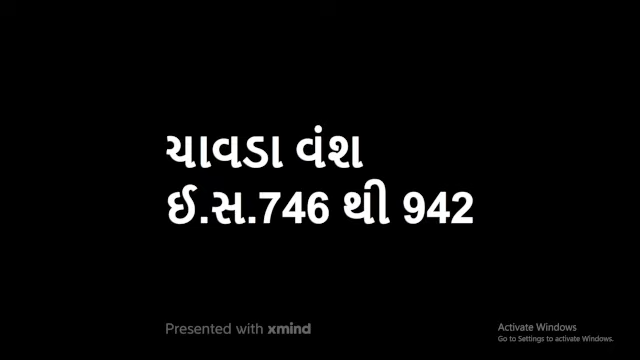 ચાવડા વંશ
ઈ.સ.746 થી 942
Presented with xmind
Activate Windows
Go to Settings to activate Windows.